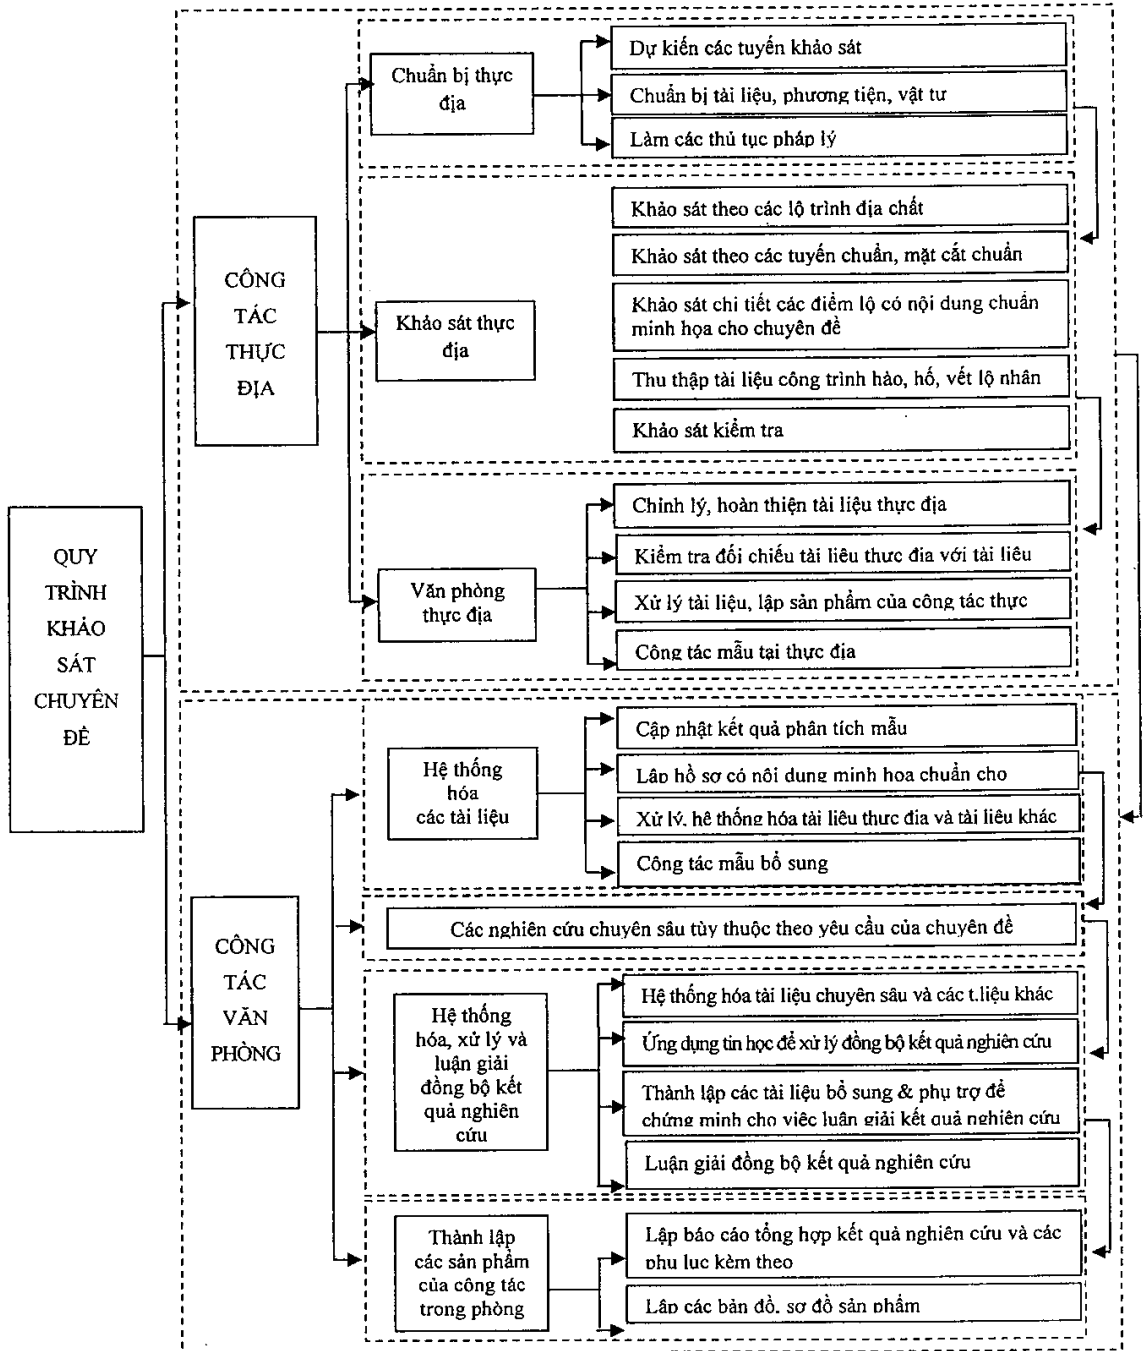 QUY
TRÌNH
KHẢO
SÁT
CHUYÊN
ĐỀ
CÔNG
TÁC
THỰC
ĐỊA
Chuẩn bị thực
địa
Dự kiến các tuyến khảo sát
Chuẩn bị tài liệu, phương tiện, vật tư
Làm các thủ tục pháp lý
Khảo sát thực
địa
Khảo sát theo các lộ trình địa chất
Khảo sát theo các tuyến chuẩn, mặt cắt chuẩn
Khảo sát chi tiết các điểm lộ có nội dung chuẩn
minh họa cho chuyên đề
Thu thập tài liệu công trình hào, hố, vết lộ nhân
Khảo sát kiểm tra
Văn phòng
thực địa
Chỉnh lý, hoàn thiện tài liệu thực địa
Kiểm tra đối chiếu tài liệu thực địa với tài liệu
Xử lý tài liệu, lập sản phẩm của công tác thực
Công tác mẫu tại thực địa
CÔNG
TÁC
VĂN
PHÒNG
Hệ thống
hóa
các tài liệu
Cập nhật kết quả phân tích mẫu
Lập hồ sơ có nội dung minh họa chuẩn cho
Xử lý, hệ thống hóa tài liệu thực địa và tài liệu khác
Công tác mẫu bổ sung
Các nghiên cứu chuyên sâu tùy thuộc theo yêu cầu của chuyên đề
Hệ thống
hóa, xử lý và
luận giải
đồng bộ kết
quả nghiên
cứu
Hệ thống hóa tài liệu chuyên sâu và các t.liệu khác
Ứng dụng tin học để xử lý đồng bộ kết quả nghiên cứu
Thành lập các tài liệu bổ sung & phụ trợ để
chứng minh cho việc luận giải kết quả nghiên cứu
Luận giải đồng bộ kết quả nghiên cứu
Thành lập
các sản phẩm
của công tác
trong phòng
Lập báo cáo tổng hợp kết quả nghiên cứu và các
phụ lục kèm theo
Lập các bản đồ, sơ đồ sản phẩm